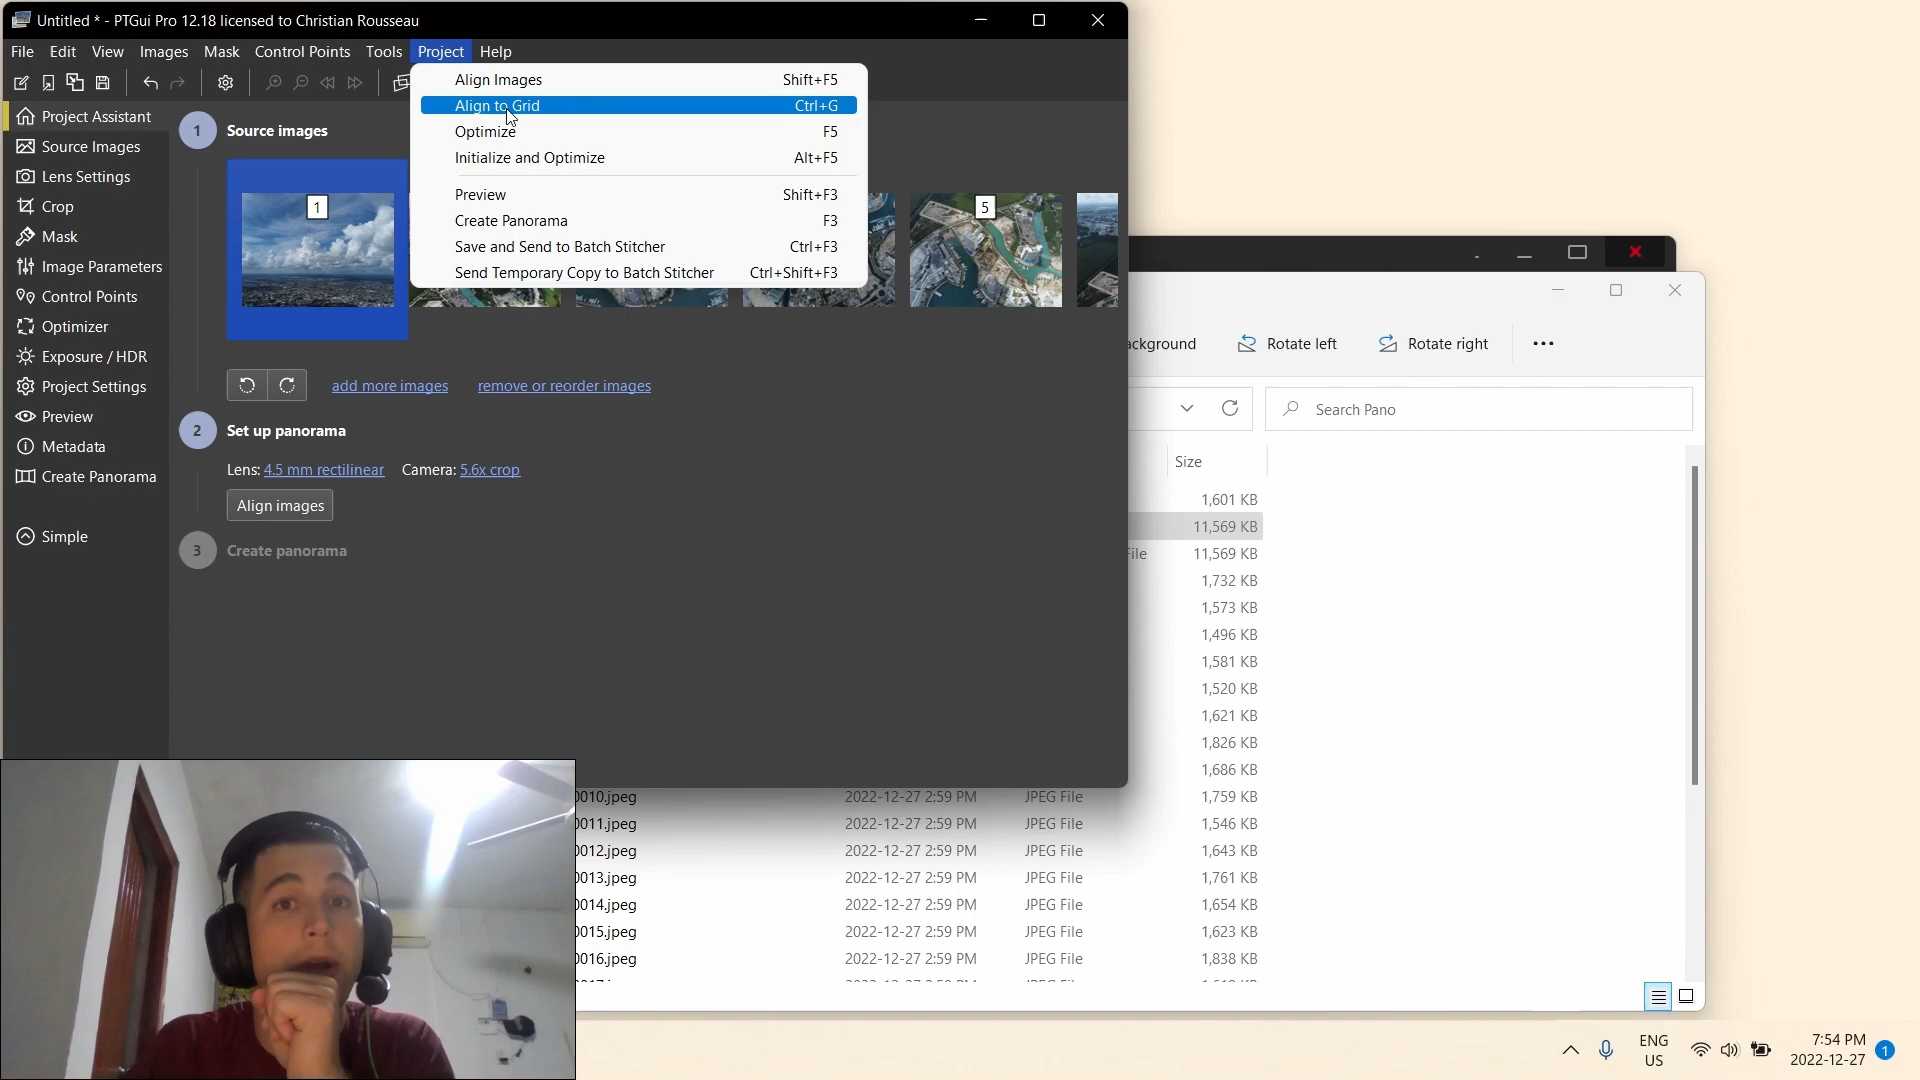 Untitled * - PTGui Pro 12.18 licensed to Christian Rousseau
File Edit View Images Mask Control Points Tools Project Help
Align Images Shift+F5
Align to Grid Ctrl+G
Optimize F5
Initialize and Optimize Alt+F5
Preview Shift+F3
Create Panorama F3
Save and Send to Batch Stitcher Ctrl+F3
Send Temporary Copy to Batch Stitcher Ctrl+Shift+F3
Project Assistant
Source Images
Lens Settings
Crop
Mask
Image Parameters
Control Points
Optimizer
Exposure / HDR
Project Settings
Preview
Metadata
Create Panorama
Simple
1 Source images
1
5
add more images remove or reorder images
2 Set up panorama
Lens: 4.5 mm rectilinear Camera: 5.6x crop
Align images
3 Create panorama
ackground Rotate left Rotate right
Search Pano
Size
1,601 KB
11,569 KB
File 11,569 KB
1,732 KB
1,573 KB
1,496 KB
1,581 KB
1,520 KB
1,621 KB
1,826 KB
1,686 KB
0010.jpeg 2022-12-27 2:59 PM JPEG File 1,759 KB
0011.jpeg 2022-12-27 2:59 PM JPEG File 1,546 KB
0012.jpeg 2022-12-27 2:59 PM JPEG File 1,643 KB
0013.jpeg 2022-12-27 2:59 PM JPEG File 1,761 KB
0014.jpeg 2022-12-27 2:59 PM JPEG File 1,654 KB
0015.jpeg 2022-12-27 2:59 PM JPEG File 1,623 KB
0016.jpeg 2022-12-27 2:59 PM JPEG File 1,838 KB
ENG
US
7:54 PM
2022-12-27
1